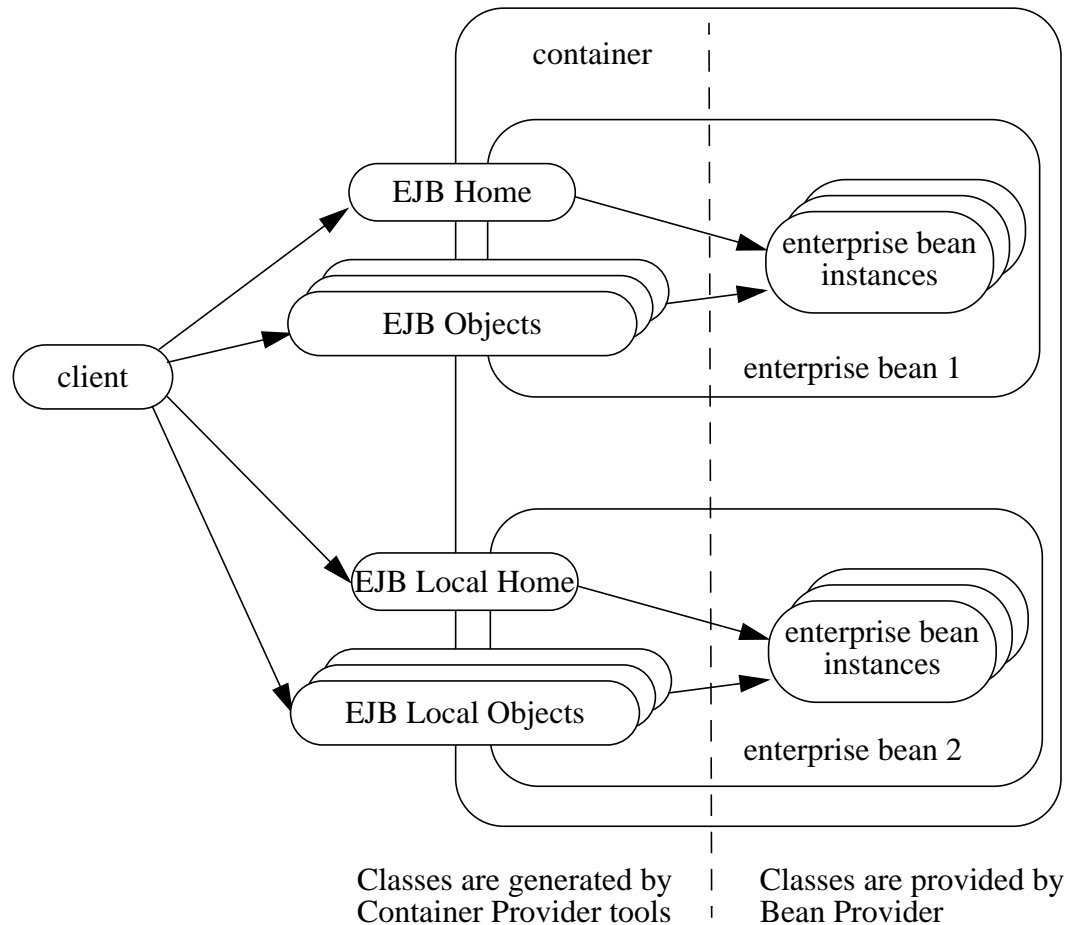 container
EJB Home
enterprise bean
instances
EJB Objects
enterprise bean 1
client
EJB Local Home
enterprise bean
instances
EJB Local Objects
enterprise bean 2
Classes are generated by
Container Provider tools
Classes are provided by
Bean Provider